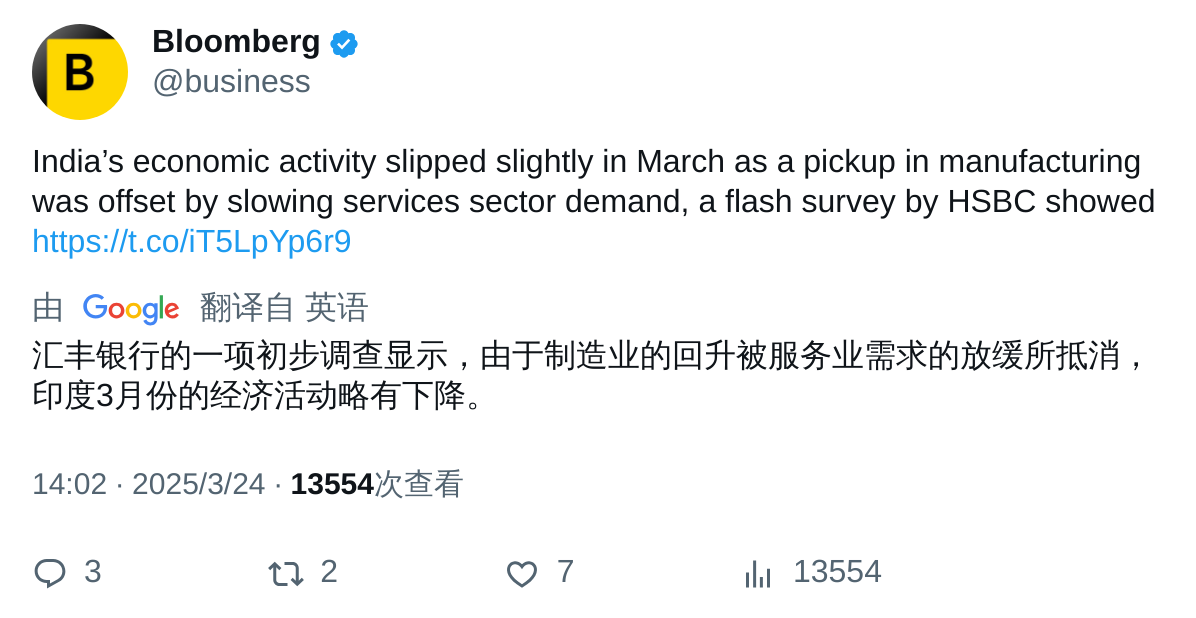 B
Bloomberg
@business
India’s economic activity slipped slightly in March as a pickup in manufacturing
was offset by slowing services sector demand, a flash survey by HSBC showed
https://t.co/iT5LpYp6r9
由 Google 翻译自 英语
汇丰银行的一项初步调查显示，由于制造业的回升被服务业需求的放缓所抵消，
印度3月份的经济活动略有下降。
14:02 · 2025/3/24 · 13554次查看
3 2 7 13554